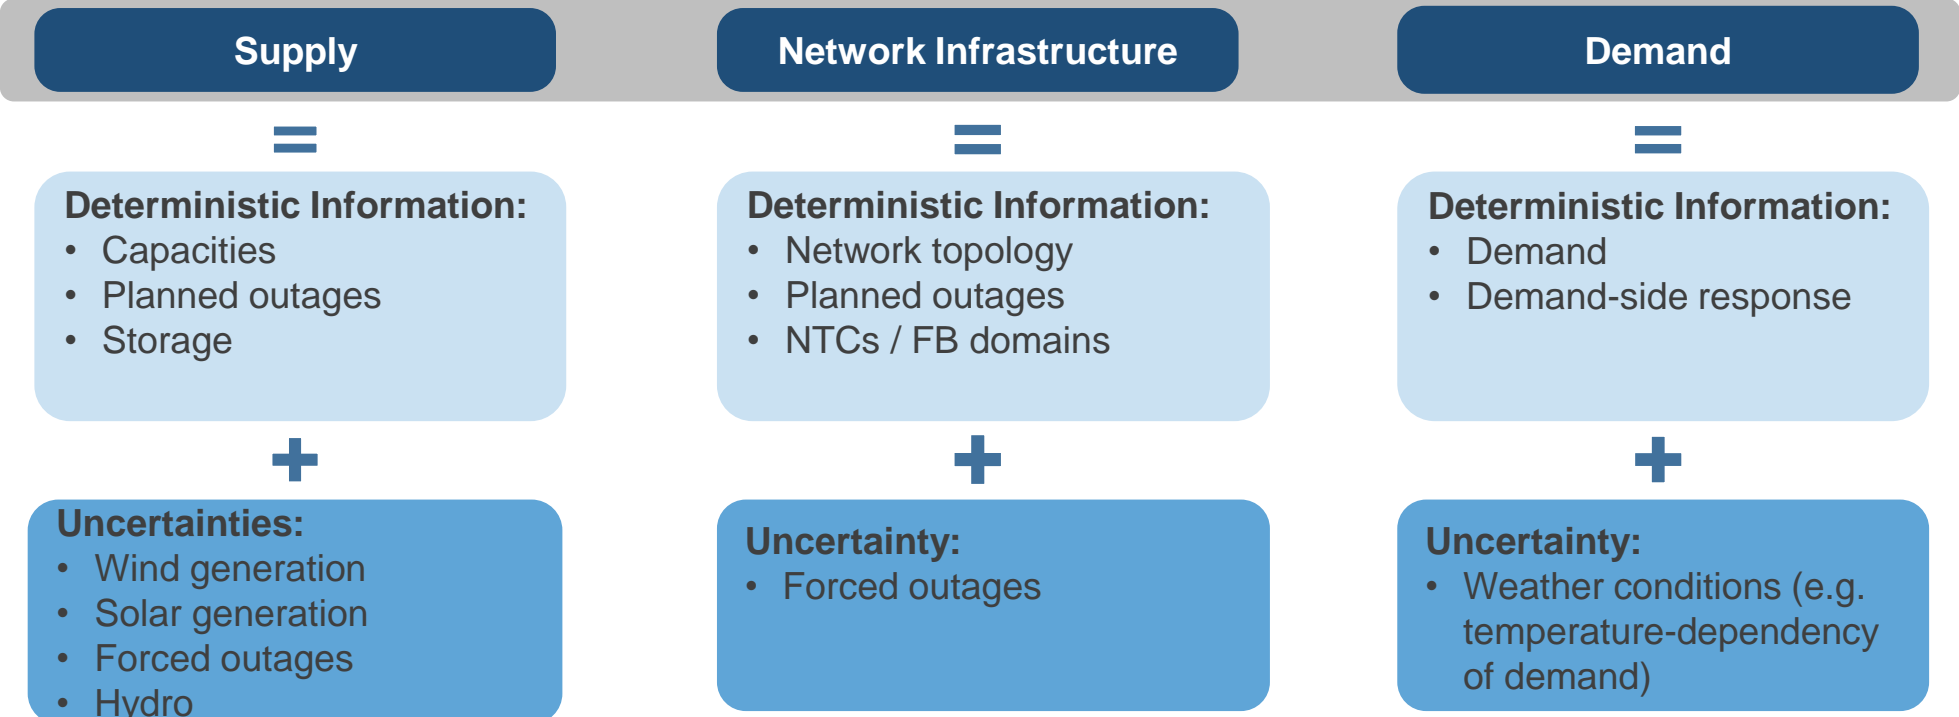 Supply
Network Infrastructure
Demand
=
=
=
Deterministic Information:
• Capacities
• Planned outages
• Storage
Deterministic Information:
• Network topology
• Planned outages
• NTCs / FB domains
Deterministic Information:
• Demand
• Demand-side response
+
+
+
Uncertainties:
• Wind generation
• Solar generation
• Forced outages
• Hydro
Uncertainty:
• Forced outages
Uncertainty:
• Weather conditions (e.g.
temperature-dependency
of demand)